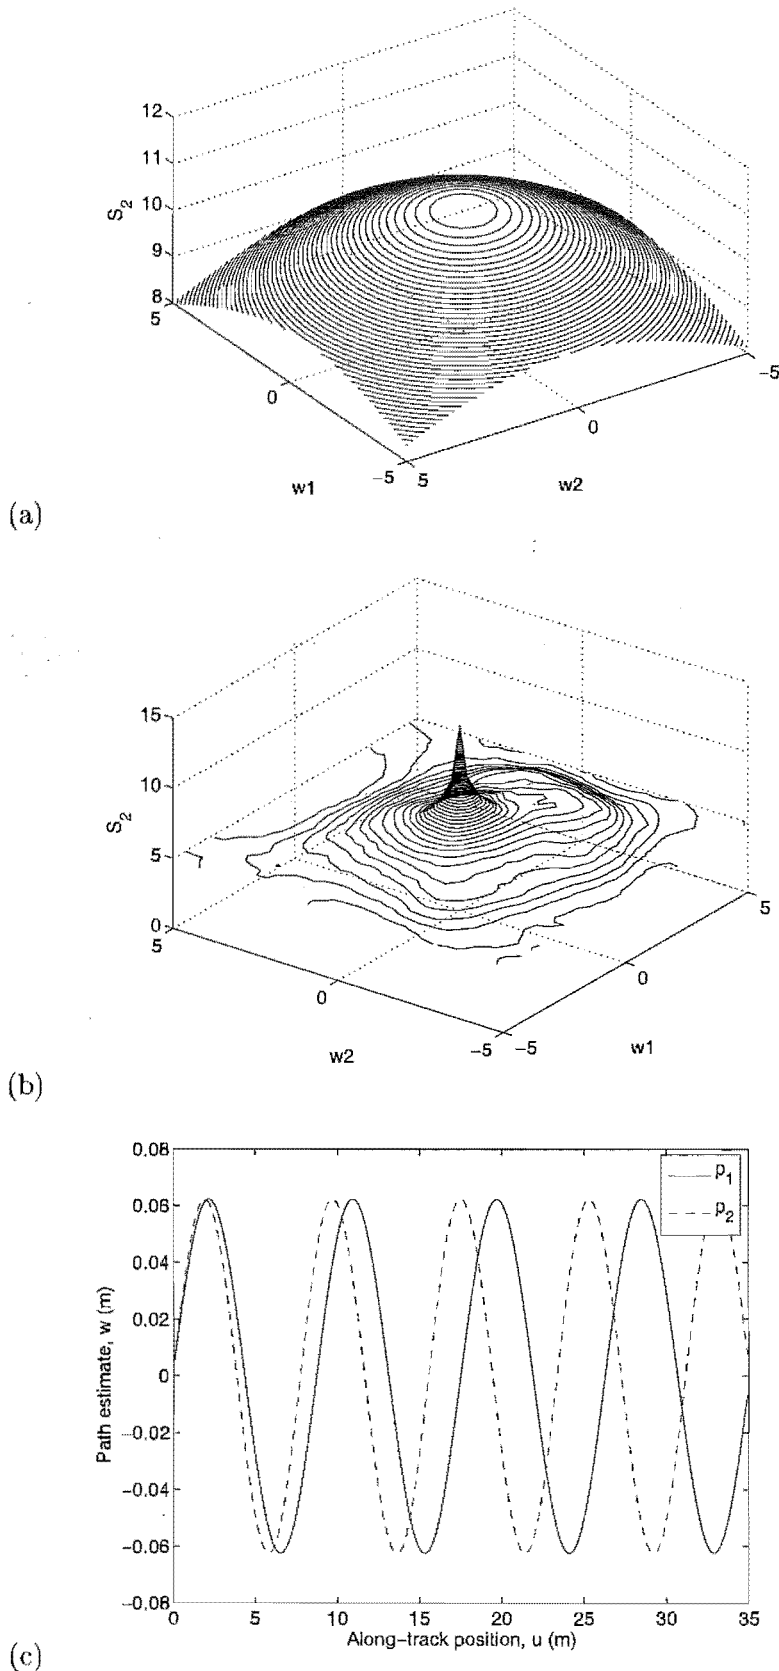 12
11
10
9
8
S2
5
0
-5
w1
5
0
-5
w2
(a)
15
10
5
0
S2
5
0
-5
w2
-5
0
5
w1
(b)
0.08
0.06
0.04
0.02
0
-0.02
-0.04
-0.06
-0.08
Path estimate, w (m)
p1
p2
0 5 10 15 20 25 30 35
Along-track position, u (m)
(c)